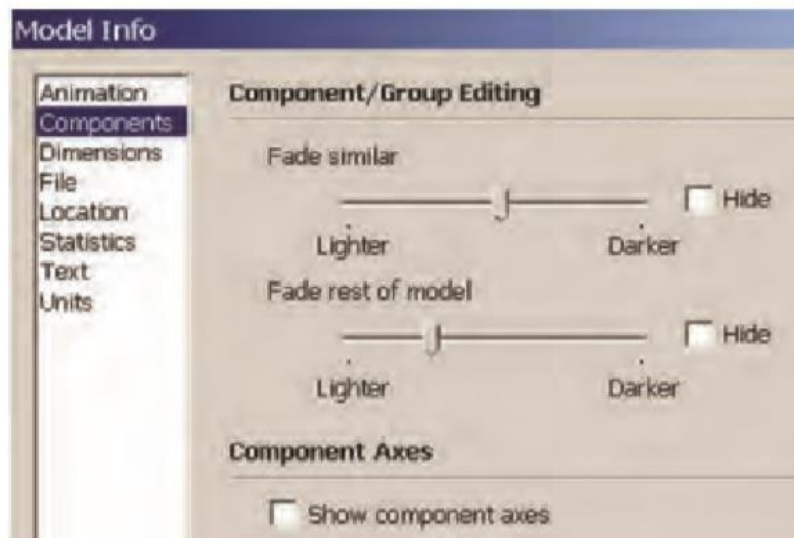 Model Info
Animation
Components
Dimensions
File
Location
Statistics
Text
Units
Component/Group Editing
Fade similar
Hide
Lighter Darker
Fade rest of model
Hide
Lighter Darker
Component Axes
Show component axes